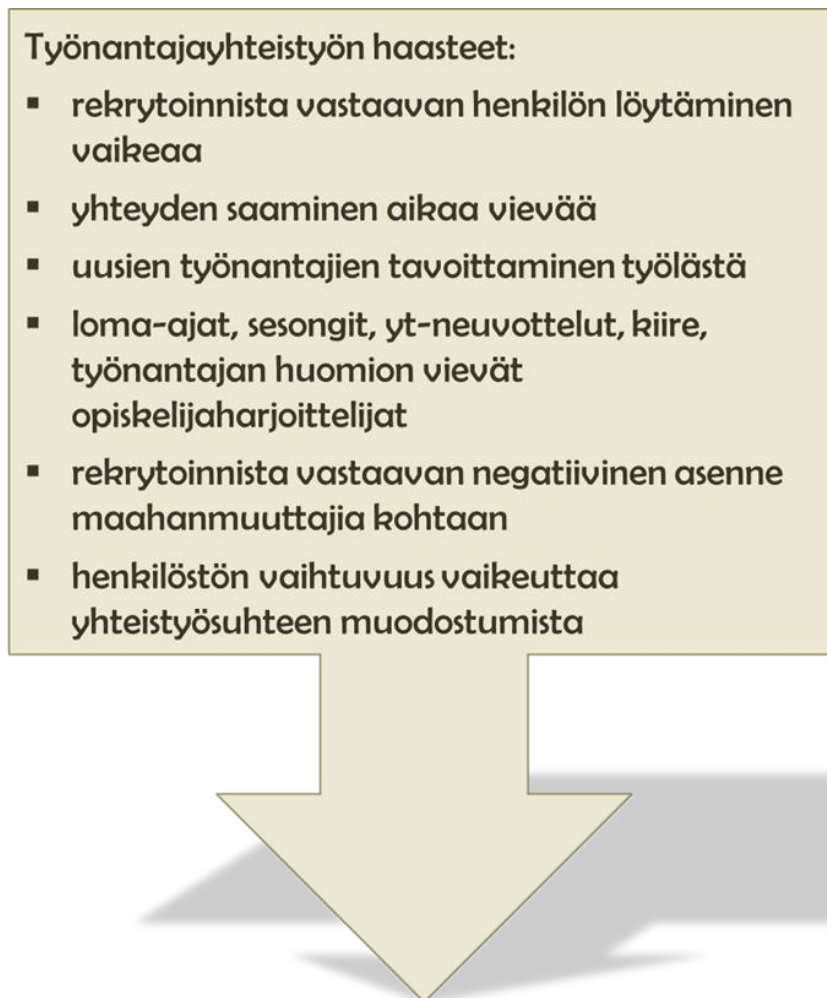 Työnantajayhteistyön haasteet:
▪ rekrytoinnista vastaavan henkilön löytäminen
vaikeaa
▪ yhteyden saaminen aikaa vievää
▪ uusien työnantajien tavoittaminen työlästä
▪ loma-ajat, sesongit, yt-neuvottelut, kiire,
työnantajan huomion vievät
opiskelijaharjoittelijat
▪ rekrytoinnista vastaavan negatiivinen asenne
maahanmuuttajia kohtaan
▪ henkilöstön vaihtuvuus vaikeuttaa
yhteistyösuhteen muodostumista